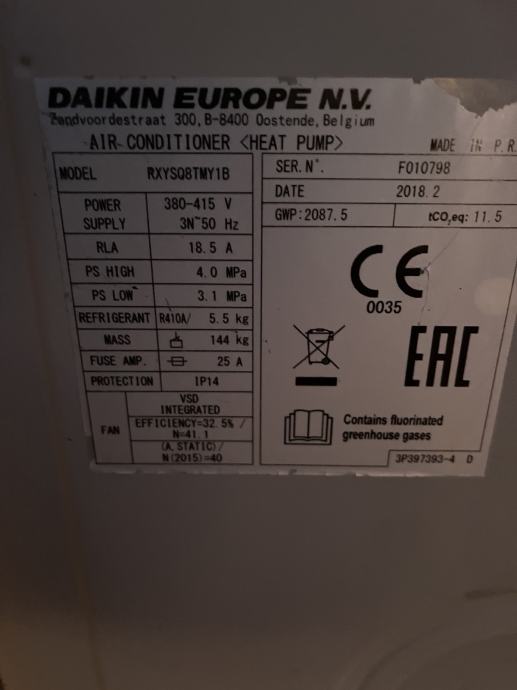 DAIKIN EUROPE N.V.
Zandvoordestraat 300, B-8400 Oostende, Belgium
AIR-CONDITIONER <HEAT PUMP> MADE IN P.R.
MODEL RXYSQ8TMY1B
POWER SUPPLY 380-415 V 3N~50 Hz
RLA 18.5 A
PS HIGH 4.0 MPa
PS LOW 3.1 MPa
REFRIGERANT R410A/ 5.5 kg
MASS 144 kg
FUSE AMP. 25 A
PROTECTION IP14
FAN
VSD
INTEGRATED
EFFICIENCY=32.5% /
N=41.1
(A, STATIC)/
N(2015)=40
SER. N°. F010798
DATE 2018.2
GWP:2087.5 tCO₂eq: 11.5
CE
0035
EAC
Contains fluorinated
greenhouse gases
3P397393-4 D